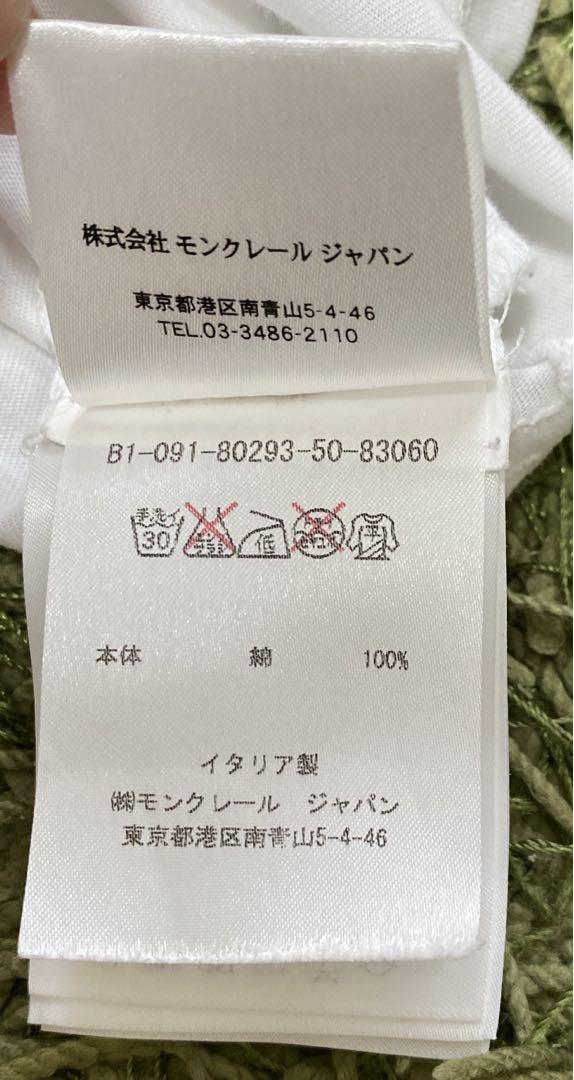 株式会社 モンクレール ジャパン
東京都港区南青山5-4-46
TEL.03-3486-2110
B1-091-80293-50-83060
手洗イ 30 低 平
本体 綿 100%
イタリア製
㈱モンクレール ジャパン
東京都港区南青山5-4-46